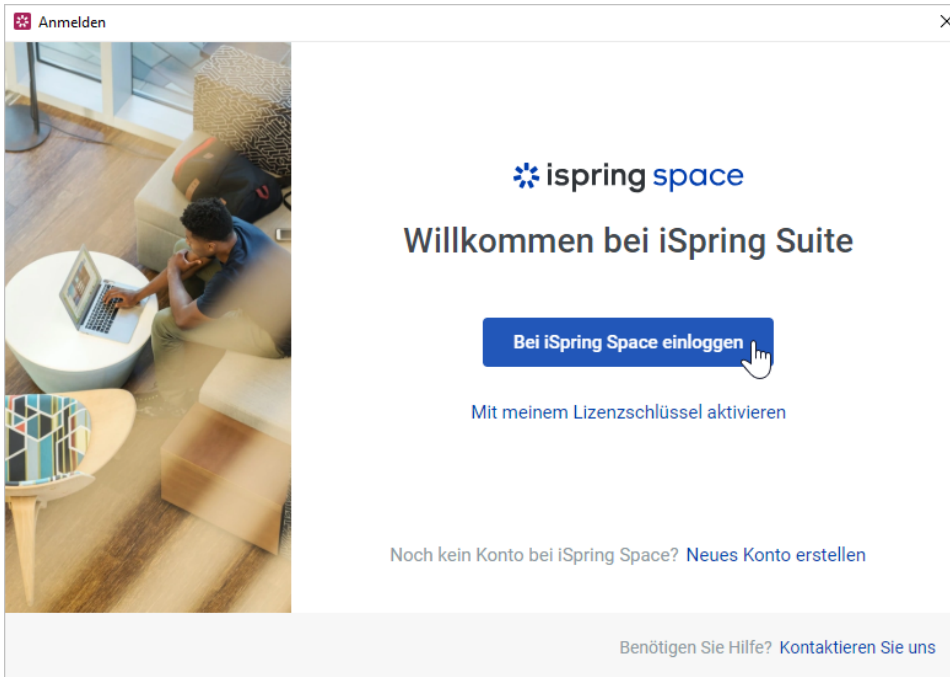 Anmelden
ispring space
Willkommen bei iSpring Suite
Bei iSpring Space einloggen
Mit meinem Lizenzschlüssel aktivieren
Noch kein Konto bei iSpring Space? Neues Konto erstellen
Benötigen Sie Hilfe? Kontaktieren Sie uns